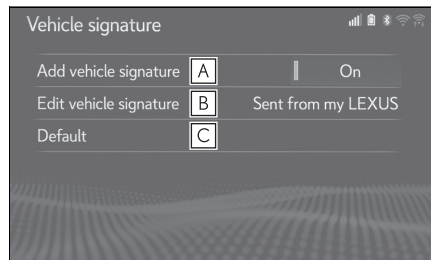 Vehicle signature
Add vehicle signature A On
Edit vehicle signature B Sent from my LEXUS
Default C